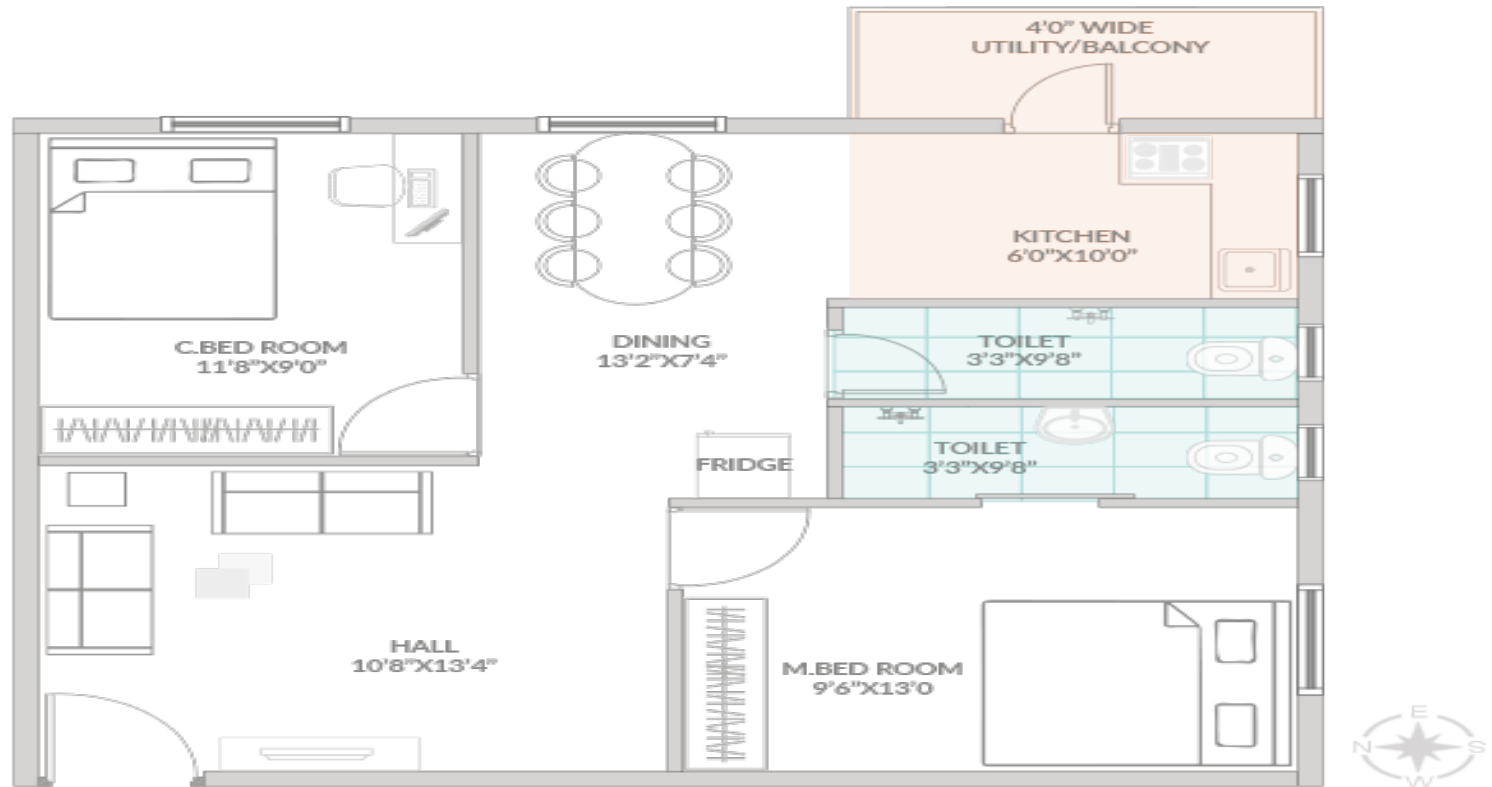 4'0" WIDE
UTILITY/BALCONY
KITCHEN
6'0"X10'0"
C.BED ROOM
11'8"X9'0"
DINING
13'2"X7'4"
TOILET
3'3"X9'8"
TOILET
3'3"X9'8"
FRIDGE
HALL
10'8"X13'4"
M.BED ROOM
9'6"X13'0
E
N S
W